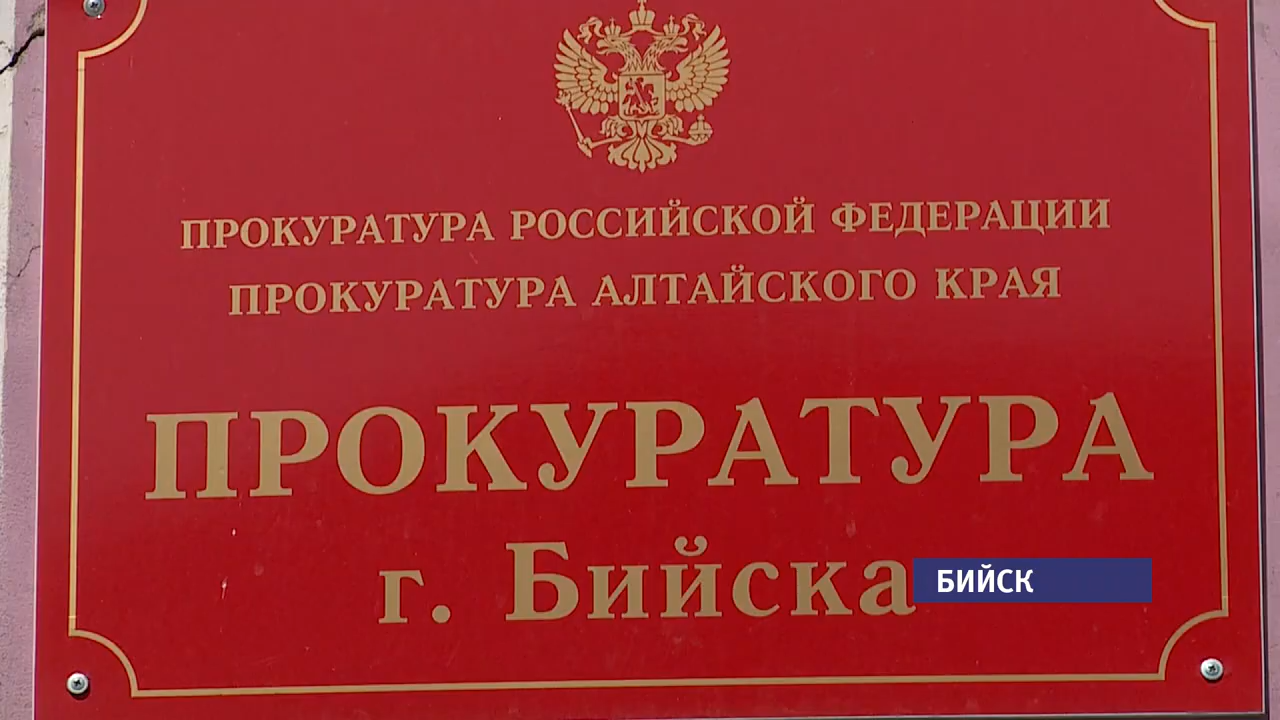 ПРОКУРАТУРА РОССИЙСКОЙ ФЕДЕРАЦИИ
ПРОКУРАТУРА АЛТАЙСКОГО КРАЯ
ПРОКУРАТУРА
г. Бийска
БИЙСК